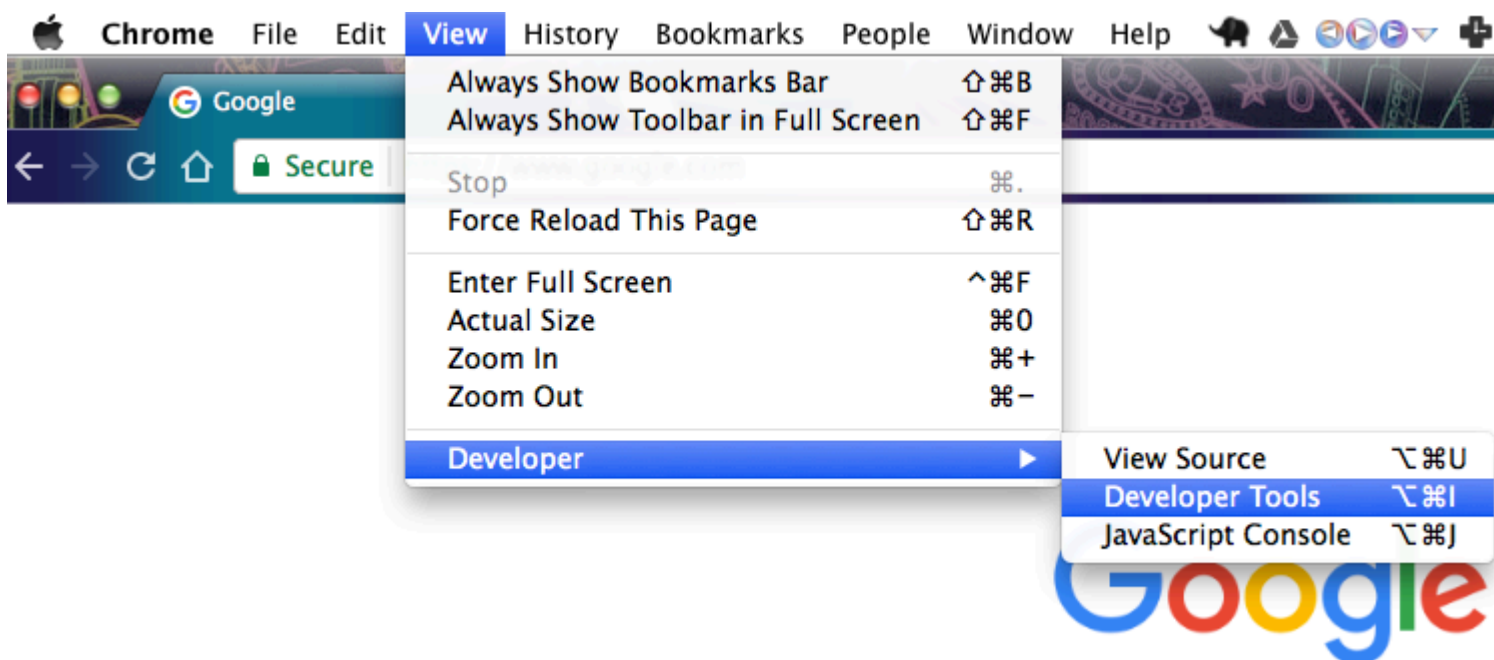 Chrome File Edit View History Bookmarks People Window Help
Google
Secure
Always Show Bookmarks Bar ⇧⌘B
Always Show Toolbar in Full Screen ⇧⌘F
Stop ⌘.
Force Reload This Page ⇧⌘R
Enter Full Screen ^⌘F
Actual Size ⌘0
Zoom In ⌘+
Zoom Out ⌘−
Developer ▶
View Source ⌥⌘U
Developer Tools ⌥⌘I
JavaScript Console ⌥⌘J
Google